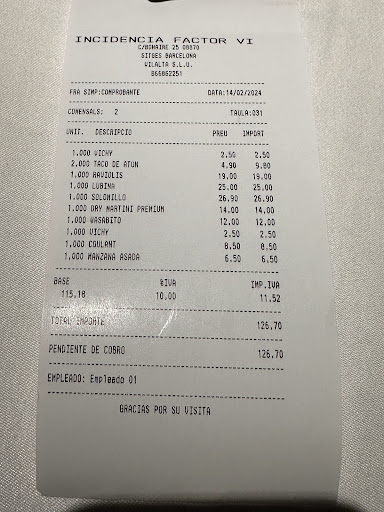 INCIDENCIA FACTOR VI
C/BONAIRE 25 08870
SITGES BARCELONA
VILALTA S.L.U.
B66862251
FRA SIMP:COMPROBANTE DATA:14/02/2024
COMENSALS: 2 TAULA:031
UNIT. DESCRIPCIO PREU IMPORT
1,000 VICHY 2.50 2.50
2,000 TACO DE ATUN 4.90 9.80
1,000 RAVIOLIS 19.00 19.00
1,000 LUBINA 25.00 25.00
1,000 SOLOMILLO 26.90 26.90
1,000 DRY MARTINI PREMIUM 14.00 14.00
1,000 WASABITO 12.00 12.00
1,000 VICHY 2.50 2.50
1,000 COULANT 8.50 8.50
1,000 MANZANA ASADA 6.50 6.50
BASE %IVA IMP.IVA
115.18 10.00 11.52
TOTAL IMPORTE 126.70
PENDIENTE DE COBRO 126.70
EMPLEADO: Empleado 01
GRACIAS POR SU VISITA